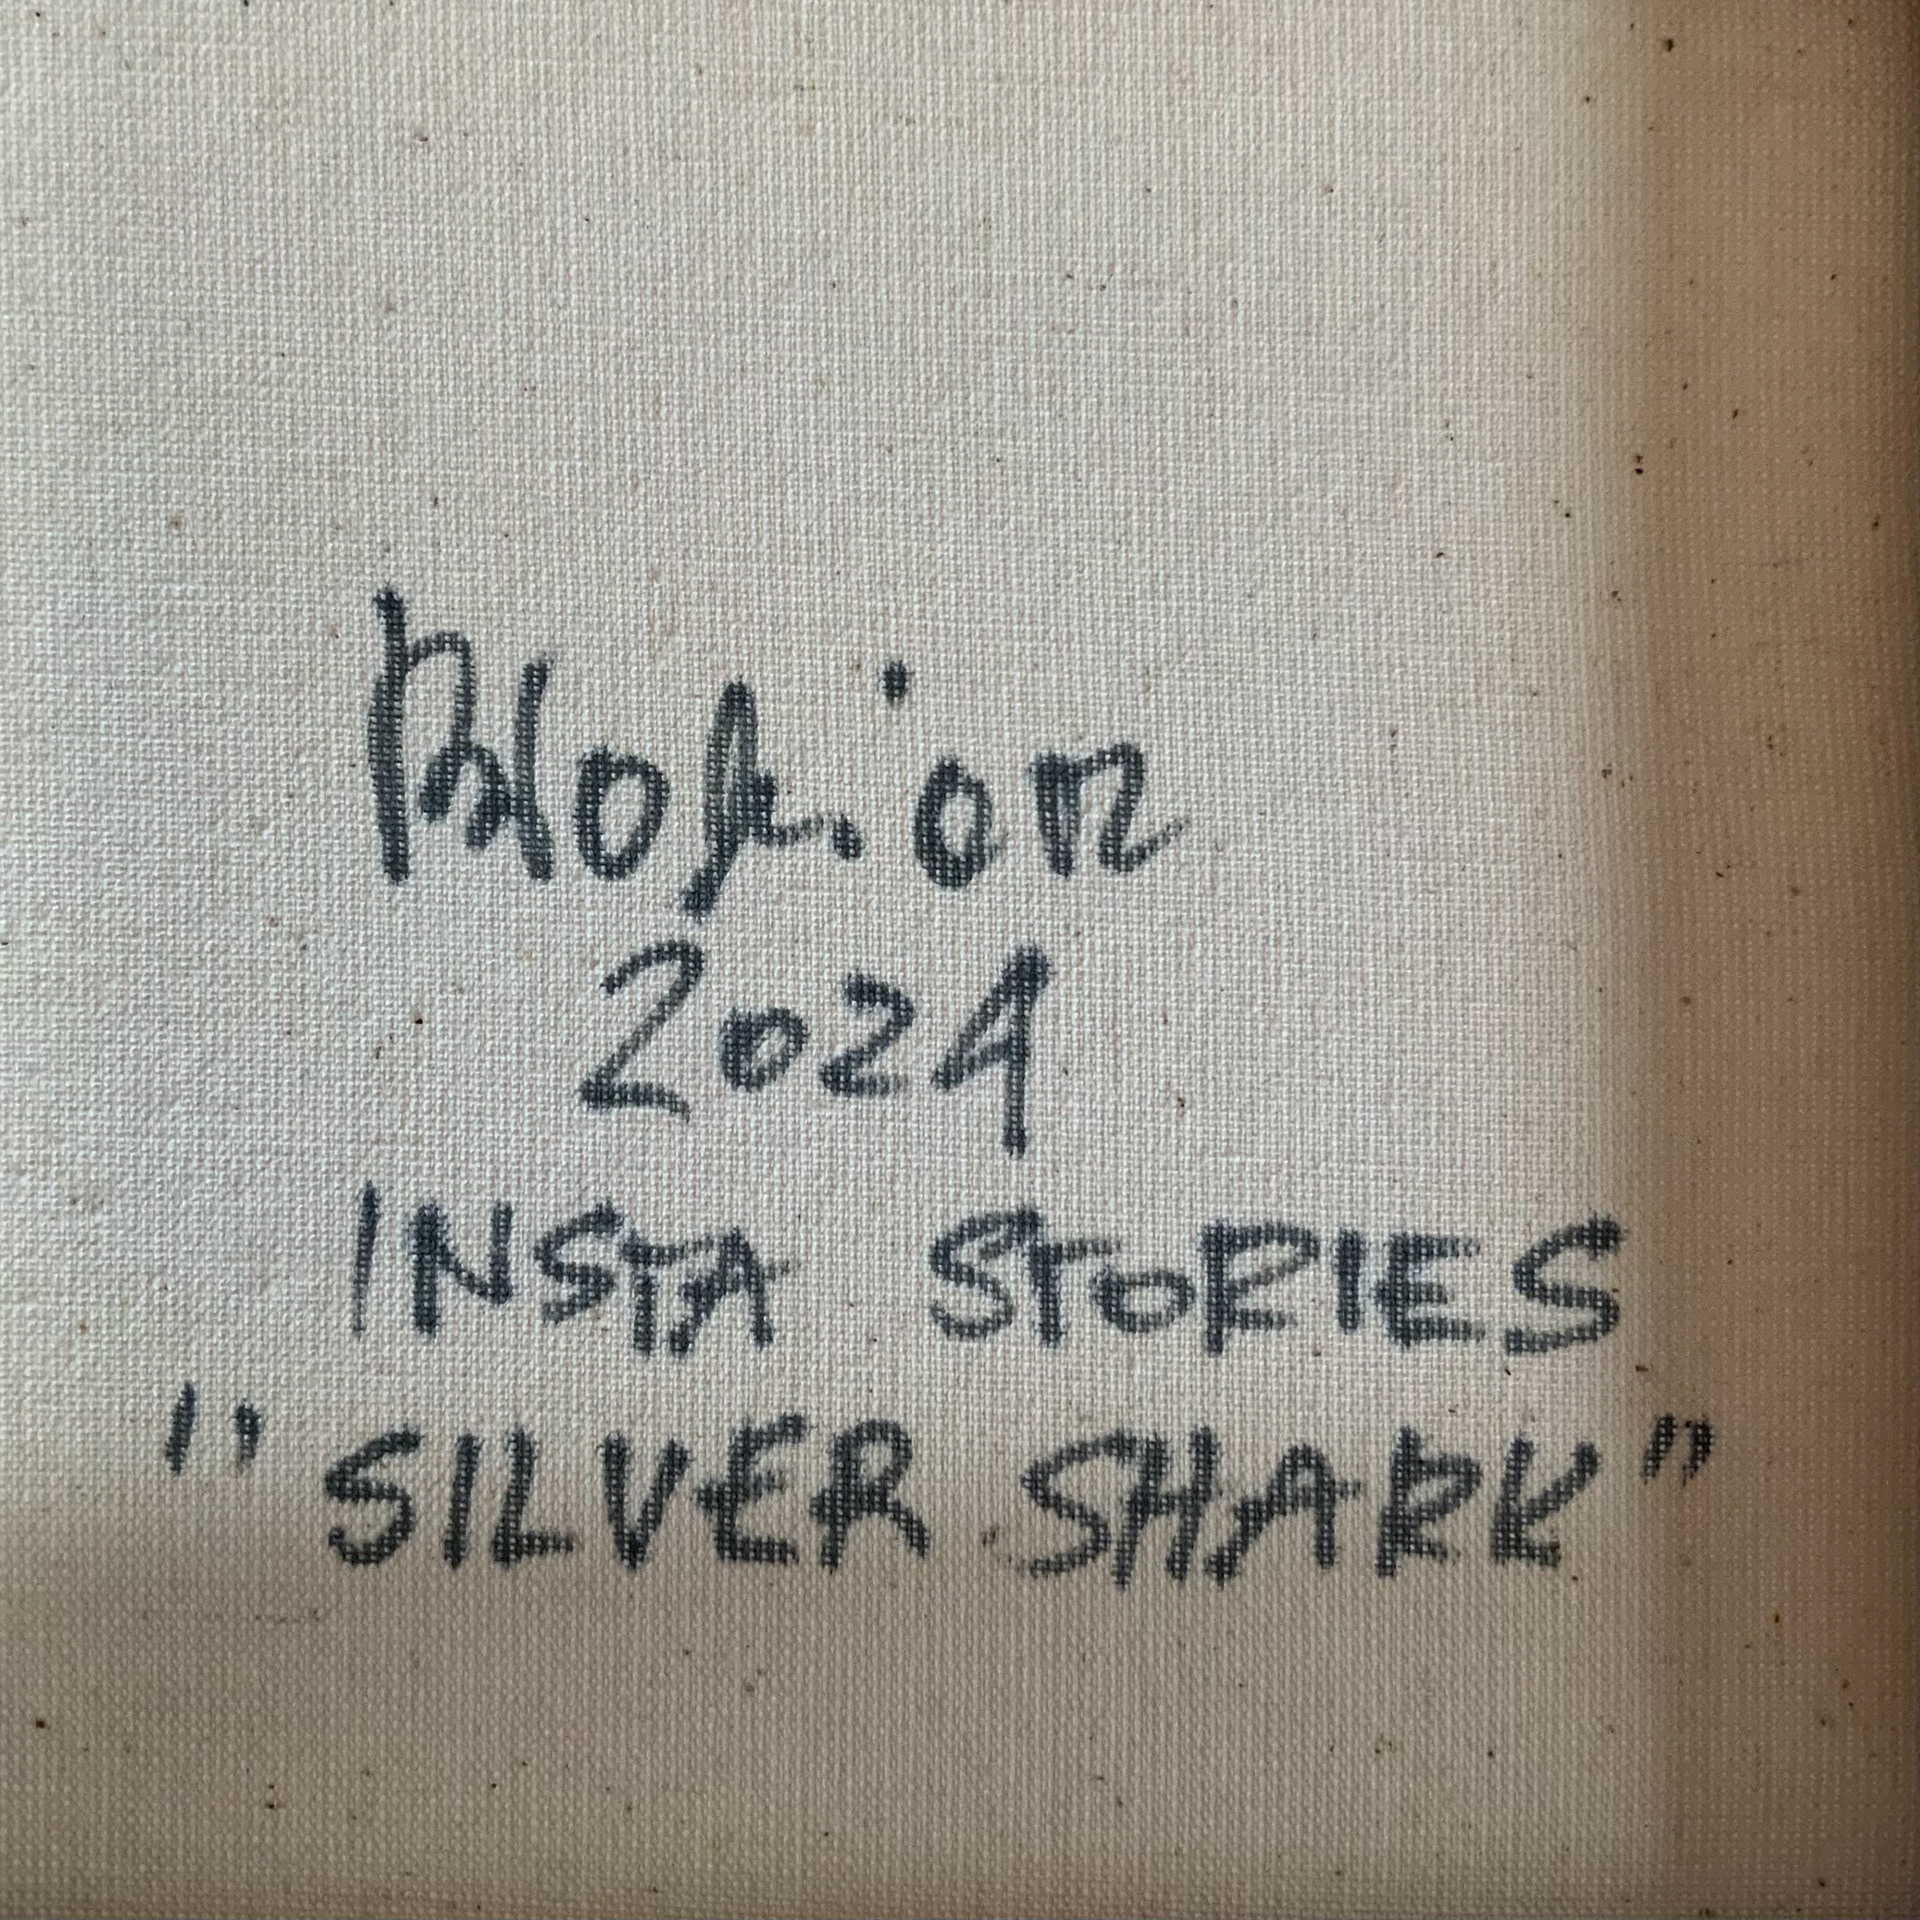 2024
INSTA STORIES
"SILVER SHARK"